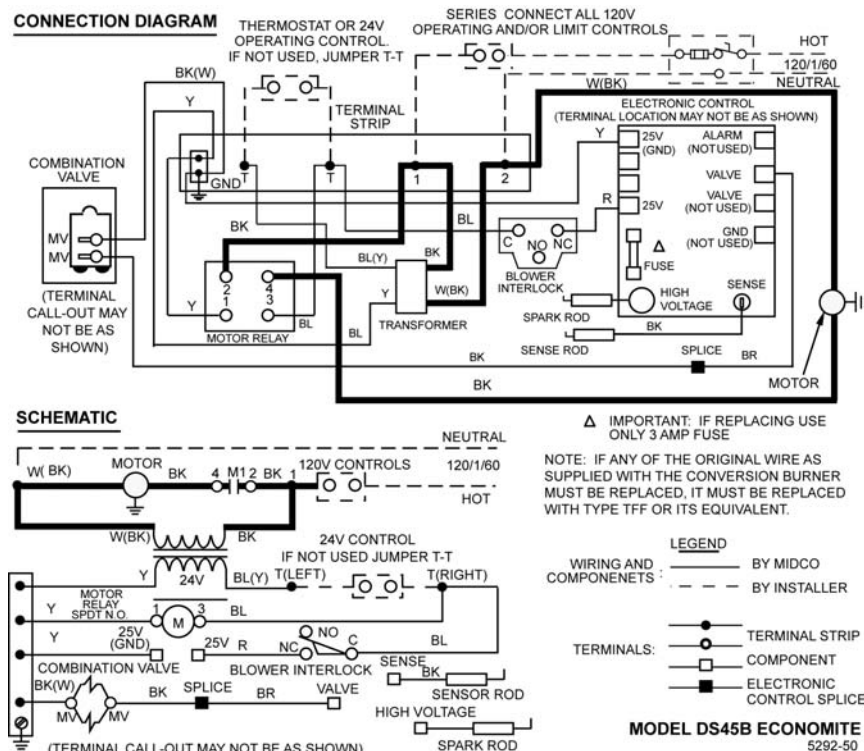 CONNECTION DIAGRAM
THERMOSTAT OR 24V
OPERATING CONTROL.
IF NOT USED, JUMPER T-T
SERIES CONNECT ALL 120V
OPERATING AND/OR LIMIT CONTROLS
HOT
120/1/60
NEUTRAL
BK(W)
Y
W(BK)
TERMINAL
STRIP
ELECTRONIC CONTROL
(TERMINAL LOCATION MAY NOT BE AS SHOWN)
Y
25V
(GND)
ALARM
(NOT USED)
COMBINATION
VALVE
GND
T
T
1
2
VALVE
R
25V
VALVE
(NOT USED)
MV
MV
BK
BL
BK
C
NO
NC
GND
(NOT USED)
BL(Y)
BLOWER
INTERLOCK
Δ
FUSE
2
4
1
3
Y
Y
W(BK)
SENSE
(TERMINAL
CALL-OUT MAY
NOT BE AS
SHOWN)
BL
BL
TRANSFORMER
MOTOR RELAY
SPARK ROD
HIGH
VOLTAGE
SENSE ROD
BK
BK
SPLICE
BR
BK
MOTOR
SCHEMATIC
Δ IMPORTANT: IF REPLACING USE
ONLY 3 AMP FUSE
NEUTRAL
W( BK)
MOTOR
BK
4
M1
2
BK
1
120V CONTROLS
120/1/60
HOT
NOTE: IF ANY OF THE ORIGINAL WIRE AS
SUPPLIED WITH THE CONVERSION BURNER
MUST BE REPLACED, IT MUST BE REPLACED
WITH TYPE TFF OR ITS EQUIVALENT.
W(BK)
BK
24V CONTROL
IF NOT USED JUMPER T-T
Y
24V
BL(Y)
T(LEFT)
T(RIGHT)
LEGEND
WIRING AND
COMPONENETS :
BY MIDCO
BY INSTALLER
Y
MOTOR
RELAY
SPDT N.O.
1
M
3
BL
Y
25V
(GND)
25V
R
NC
NO
C
BL
TERMINALS:
TERMINAL STRIP
COMPONENT
ELECTRONIC
CONTROL SPLICE
COMBINATION VALVE
BLOWER INTERLOCK
SENSE
BK
SENSOR ROD
BK(W)
MV
MV
BK
SPLICE
BR
VALVE
HIGH VOLTAGE
SPARK ROD
(TERMINAL CALL-OUT MAY NOT BE AS SHOWN)
MODEL DS45B ECONOMITE
5292-50